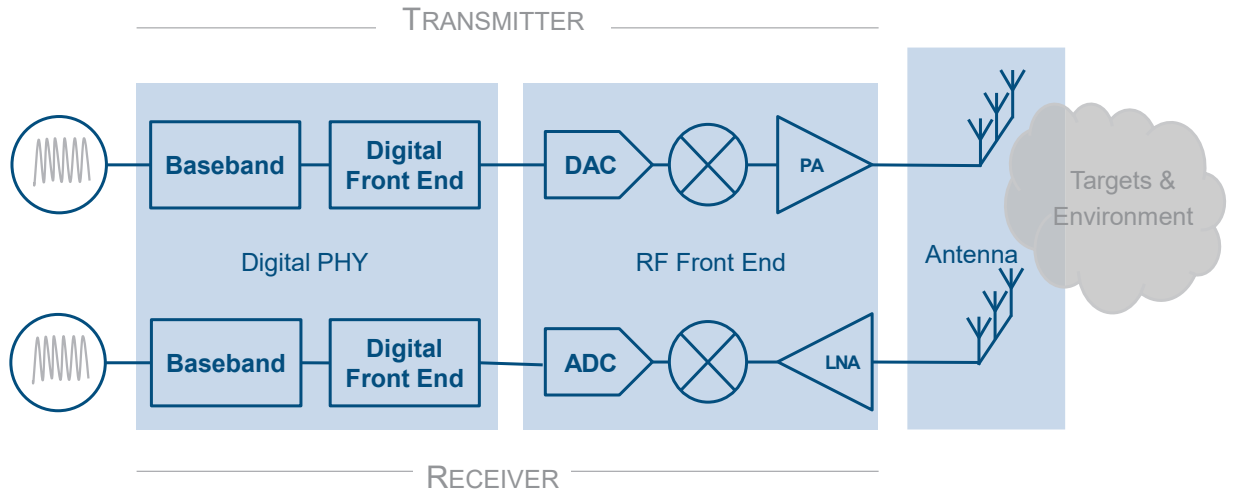 TRANSMITTER
Baseband
Digital
Front End
DAC
PA
Targets &
Environment
Digital PHY
RF Front End
Antenna
Baseband
Digital
Front End
ADC
LNA
RECEIVER